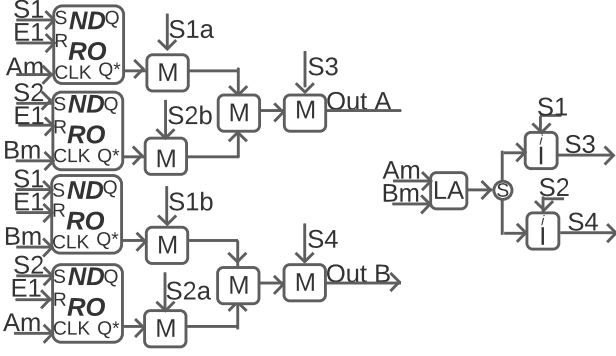 S1
E1
Am
S ND Q
R RO
CLK Q*
M
S1a
S2
E1
Bm
S ND Q
R RO
CLK Q*
M
S2b
M
S3
M
Out A
S1
E1
Bm
S ND Q
R RO
CLK Q*
M
S1b
S2
E1
Am
S ND Q
R RO
CLK Q*
M
S2a
M
S4
M
Out B
Am
Bm
LA
S
S1
i
I
S3
S2
i
I
S4